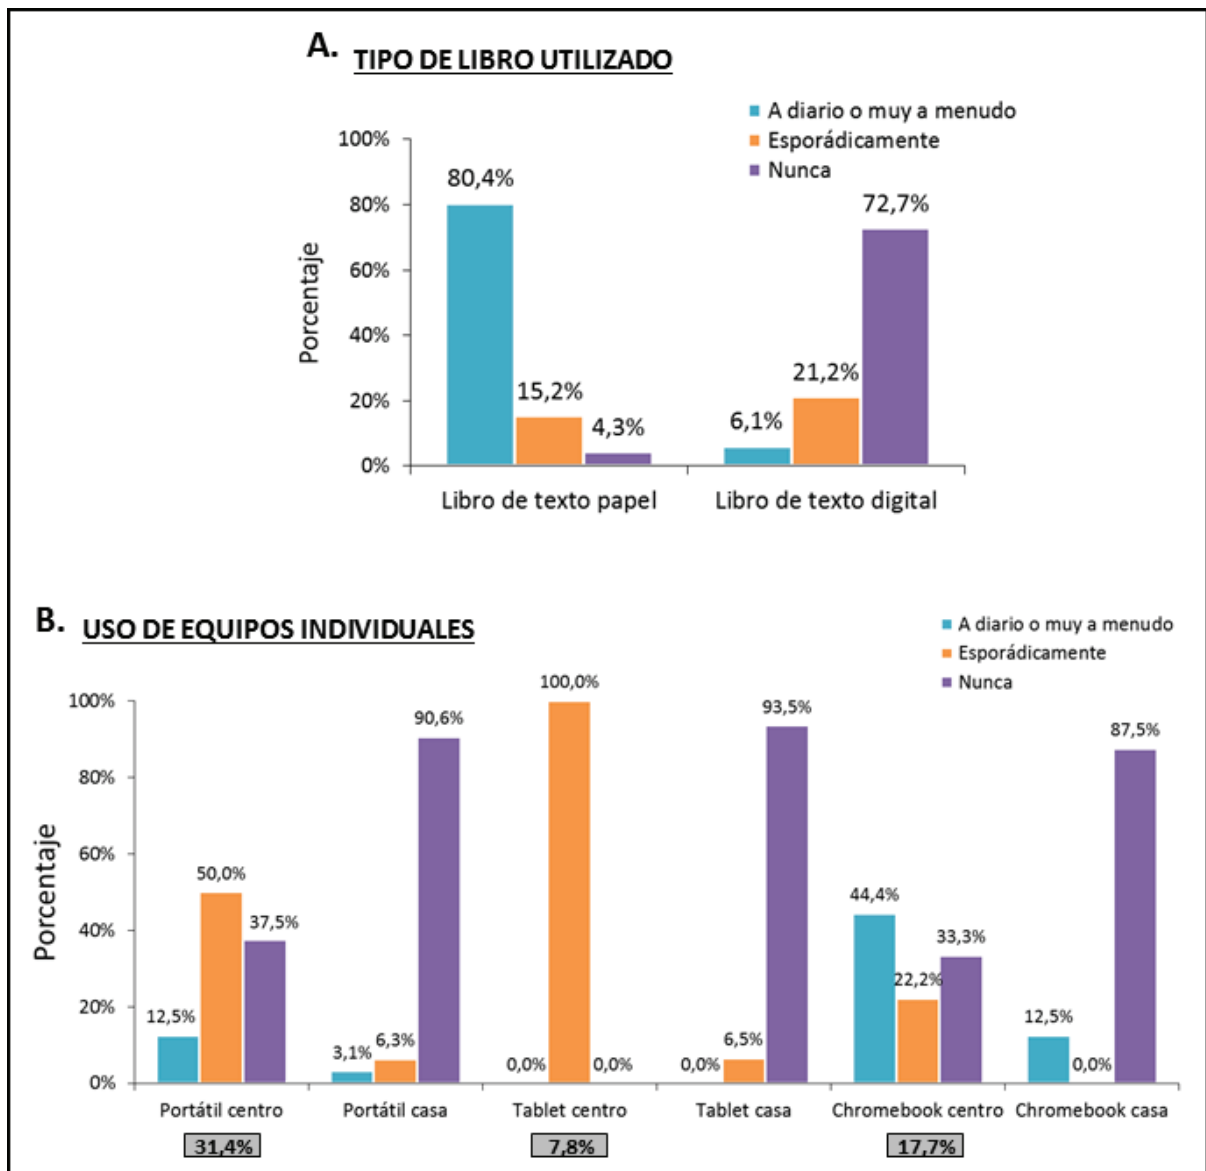 A. TIPO DE LIBRO UTILIZADO
A diario o muy a menudo
Esporádicamente
Nunca
Porcentaje
100%
80%
60%
40%
20%
0%
80,4%
15,2%
4,3%
6,1%
21,2%
72,7%
Libro de texto papel
Libro de texto digital
B. USO DE EQUIPOS INDIVIDUALES
A diario o muy a menudo
Esporádicamente
Nunca
Porcentaje
100%
80%
60%
40%
20%
0%
12,5%
50,0%
37,5%
3,1%
6,3%
90,6%
0,0%
100,0%
0,0%
0,0%
6,5%
93,5%
44,4%
22,2%
33,3%
12,5%
0,0%
87,5%
Portátil centro
Portátil casa
Tablet centro
Tablet casa
Chromebook centro
Chromebook casa
31,4%
7,8%
17,7%